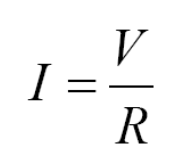 I = V/R